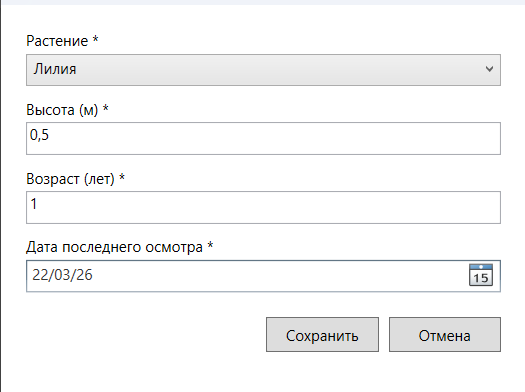 Растение *
Лилия
Высота (м) *
0,5
Возраст (лет) *
1
Дата последнего осмотра *
22/03/26
15
Сохранить
Отмена